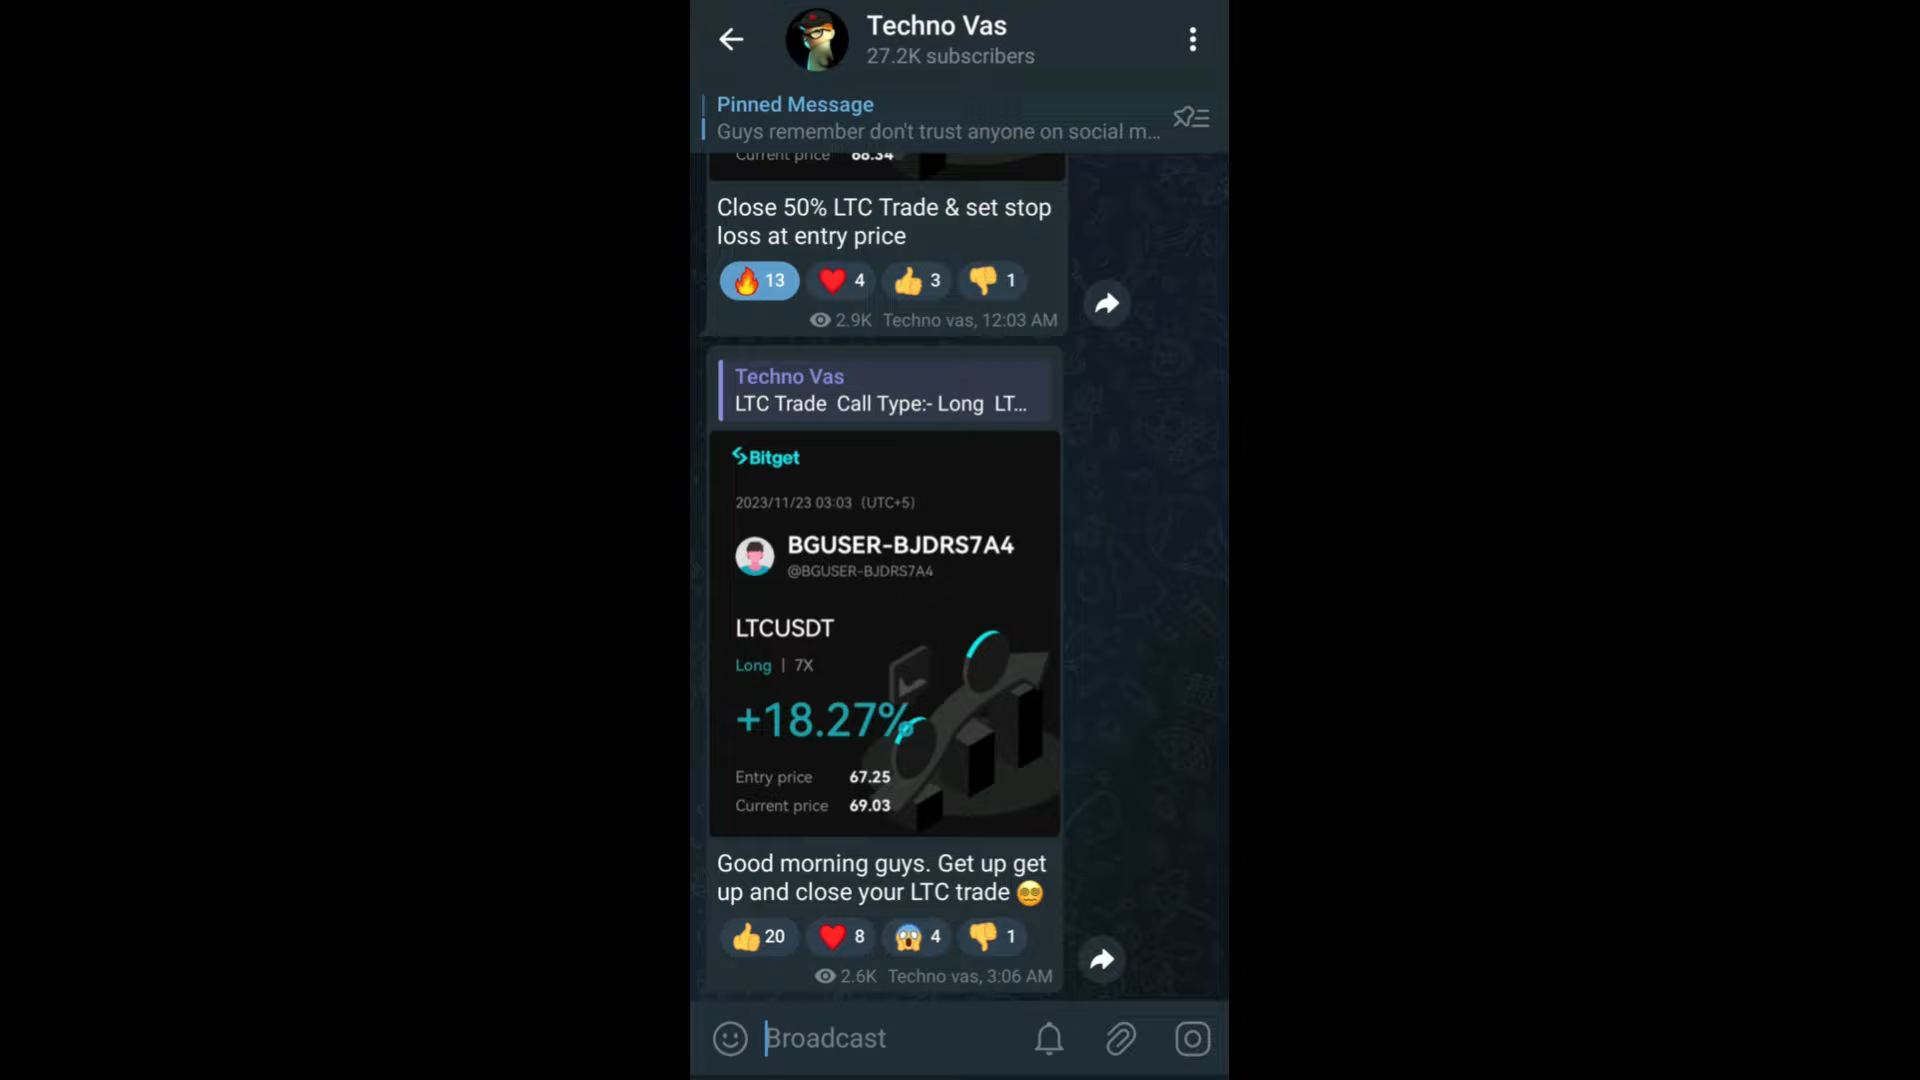 Techno Vas
27.2K subscribers
Pinned Message
Guys remember don't trust anyone on social m...
Current price 68.34
Close 50% LTC Trade & set stop
loss at entry price
13 4 3 1
2.9K Techno vas, 12:03 AM
Techno Vas
LTC Trade Call Type:- Long LT...
Bitget
2023/11/23 03:03 (UTC+5)
BGUSER-BJDRS7A4
@BGUSER-BJDRS7A4
LTCUSDT
Long | 7X
+18.27%
Entry price 67.25
Current price 69.03
Good morning guys. Get up get
up and close your LTC trade 😵‍💫
20 8 4 1
2.6K Techno vas, 3:06 AM
Broadcast